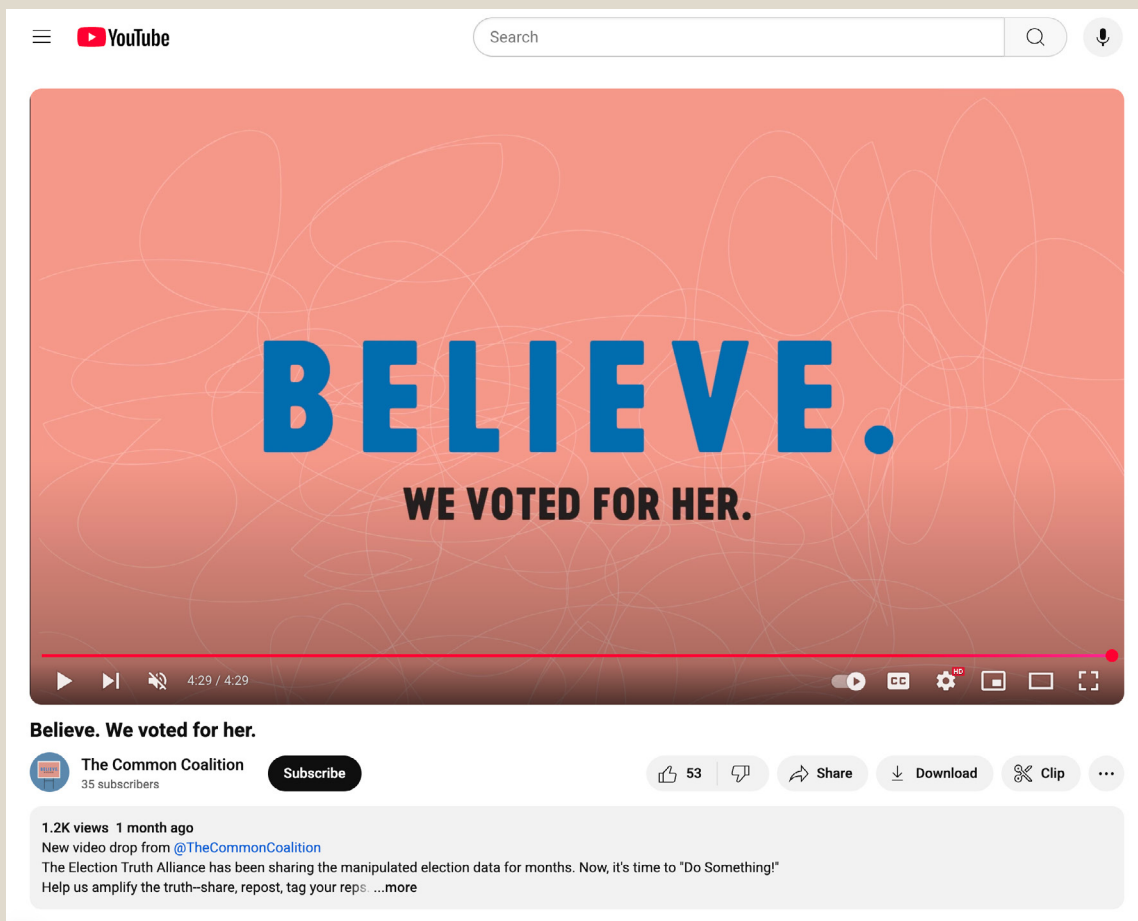 YouTube
Search
BELIEVE.
WE VOTED FOR HER.
4:29 / 4:29
CC
HD
Believe. We voted for her.
The Common Coalition
35 subscribers
Subscribe
53
Share
Download
Clip
1.2K views 1 month ago
New video drop from @TheCommonCoalition
The Election Truth Alliance has been sharing the manipulated election data for months. Now, it's time to "Do Something!"
Help us amplify the truth--share, repost, tag your reps. ...more